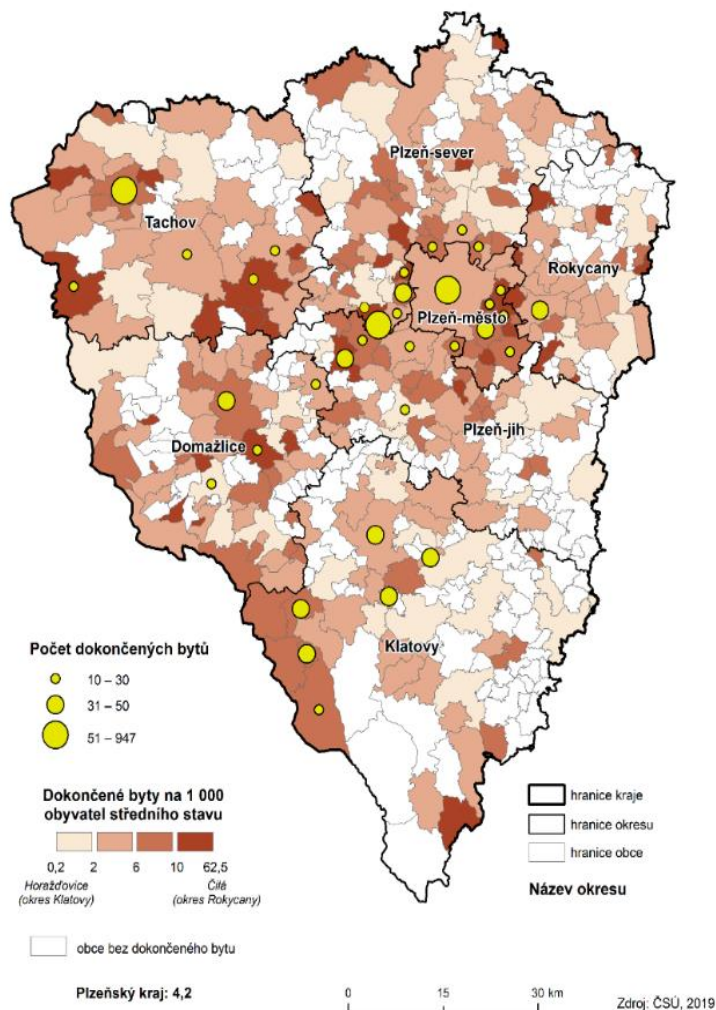 Plzeň-sever
Tachov
Rokycany
Plzeň-město
Domažlice
Plzeň-jih
Klatovy
Počet dokončených bytů
10 – 30
31 – 50
51 – 947
Dokončené byty na 1 000
obyvatel středního stavu
0,2 2 6 10 62,5
Horažďovice
(okres Klatovy)
Čilá
(okres Rokycany)
hranice kraje
hranice okresu
hranice obce
Název okresu
obce bez dokončeného bytu
Plzeňský kraj: 4,2
0 15 30 km
Zdroj: ČSÚ, 2019